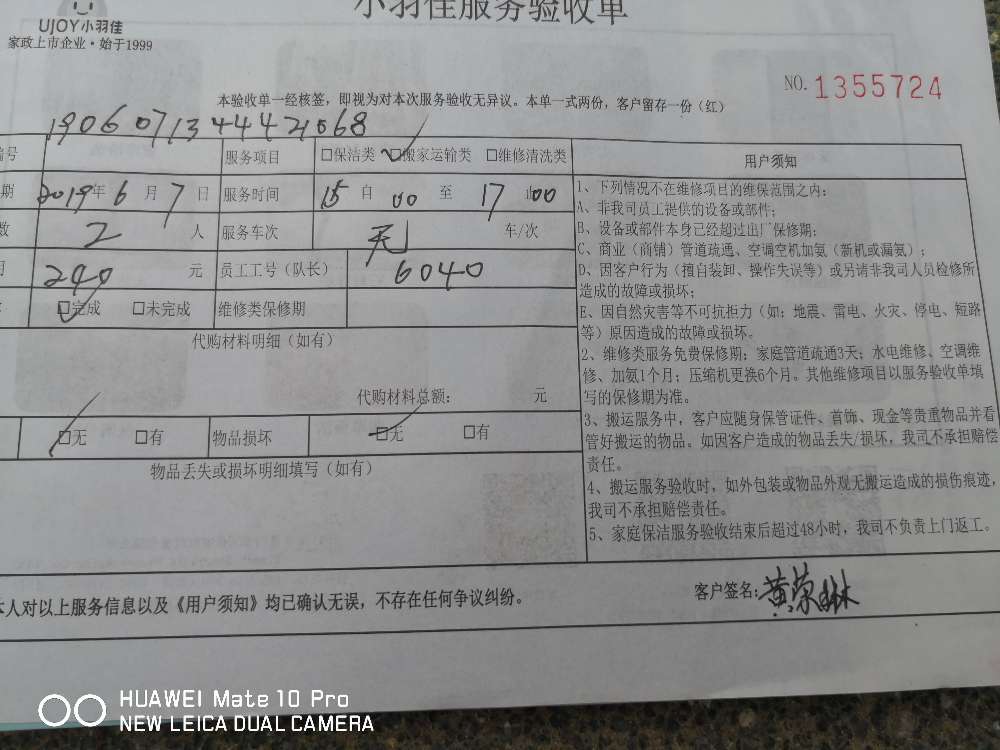 小羽佳服务验收单
UJOY小羽佳
家政上市企业·始于1999
NO. 1355724
本验收单一经核签，即视为对本次服务验收无异议。本单一式两份，客户留存一份（红）
190607134442068
编号 服务项目 □保洁类 □搬家运输类 □维修清洗类 用户须知
期 2019年 6 月 7 日 服务时间 15 自 00 至 17 止 00
数 2 人 服务车次 无 车/次
240 元 员工工号（队长） 6040
□完成 □未完成 维修类保修期
代购材料明细（如有）
代购材料总额： 元
□无 □有 物品损坏 □无 □有
物品丢失或损坏明细填写（如有）
1、下列情况不在维修项目的维保范围之内：
A、非我司员工提供的设备或部件；
B、设备或部件本身已经超过出厂保修期；
C、商业（商销）管道疏通、空调空机加氨（新机或漏氨）；
D、因客户行为（擅自装卸、操作失误等）或另请非我司人员检修所
造成的故障或损坏；
E、因自然灾害等不可抗拒力（如：地震、雷电、火灾、停电、短路
等）原因造成的故障或损坏.
2、维修类服务免费保修期；家庭管道疏通3天；水电维修、空调维
修、加氨1个月；压缩机更换6个月。其他维修项目以服务验收单填
写的保修期为准。
3、搬运服务中，客户应随身保管证件、首饰、现金等贵重物品并看
管好搬运的物品。如因客户造成的物品丢失/损坏，我司不承担赔偿
责任。
4、搬运服务验收时，如外包装或物品外观无搬运造成的损伤痕迹，
我司不承担赔偿责任。
5、家庭保洁服务验收结束后超过48小时，我司不负责上门返工。
本人对以上服务信息以及《用户须知》均已确认无误，不存在任何争议纠纷。
客户签名：黄荣琳
HUAWEI Mate 10 Pro
NEW LEICA DUAL CAMERA